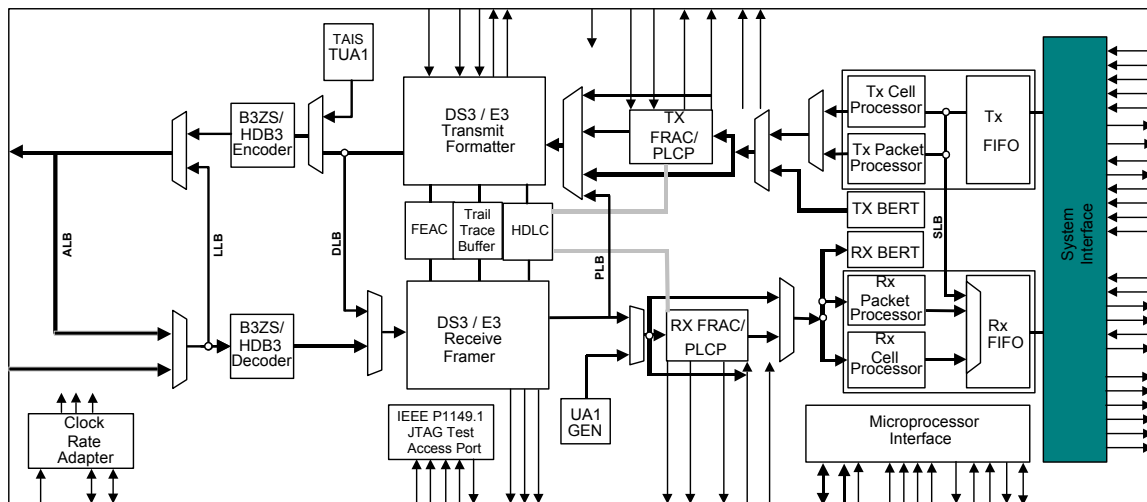 TAIS
TUA1
B3ZS/
HDB3
Encoder
DS3 / E3
Transmit
Formatter
TX
FRAC/
PLCP
Tx Cell
Processor
Tx Packet
Processor
Tx
FIFO
TX BERT
RX BERT
FEAC
Trail
Trace
Buffer
HDLC
ALB
LLB
DLB
PLB
SLB
System
Interface
B3ZS/
HDB3
Decoder
DS3 / E3
Receive
Framer
RX FRAC/
PLCP
Rx
Packet
Processor
Rx Cell
Processor
Rx
FIFO
UA1
GEN
Clock
Rate
Adapter
IEEE P1149.1
JTAG Test
Access Port
Microprocessor
Interface